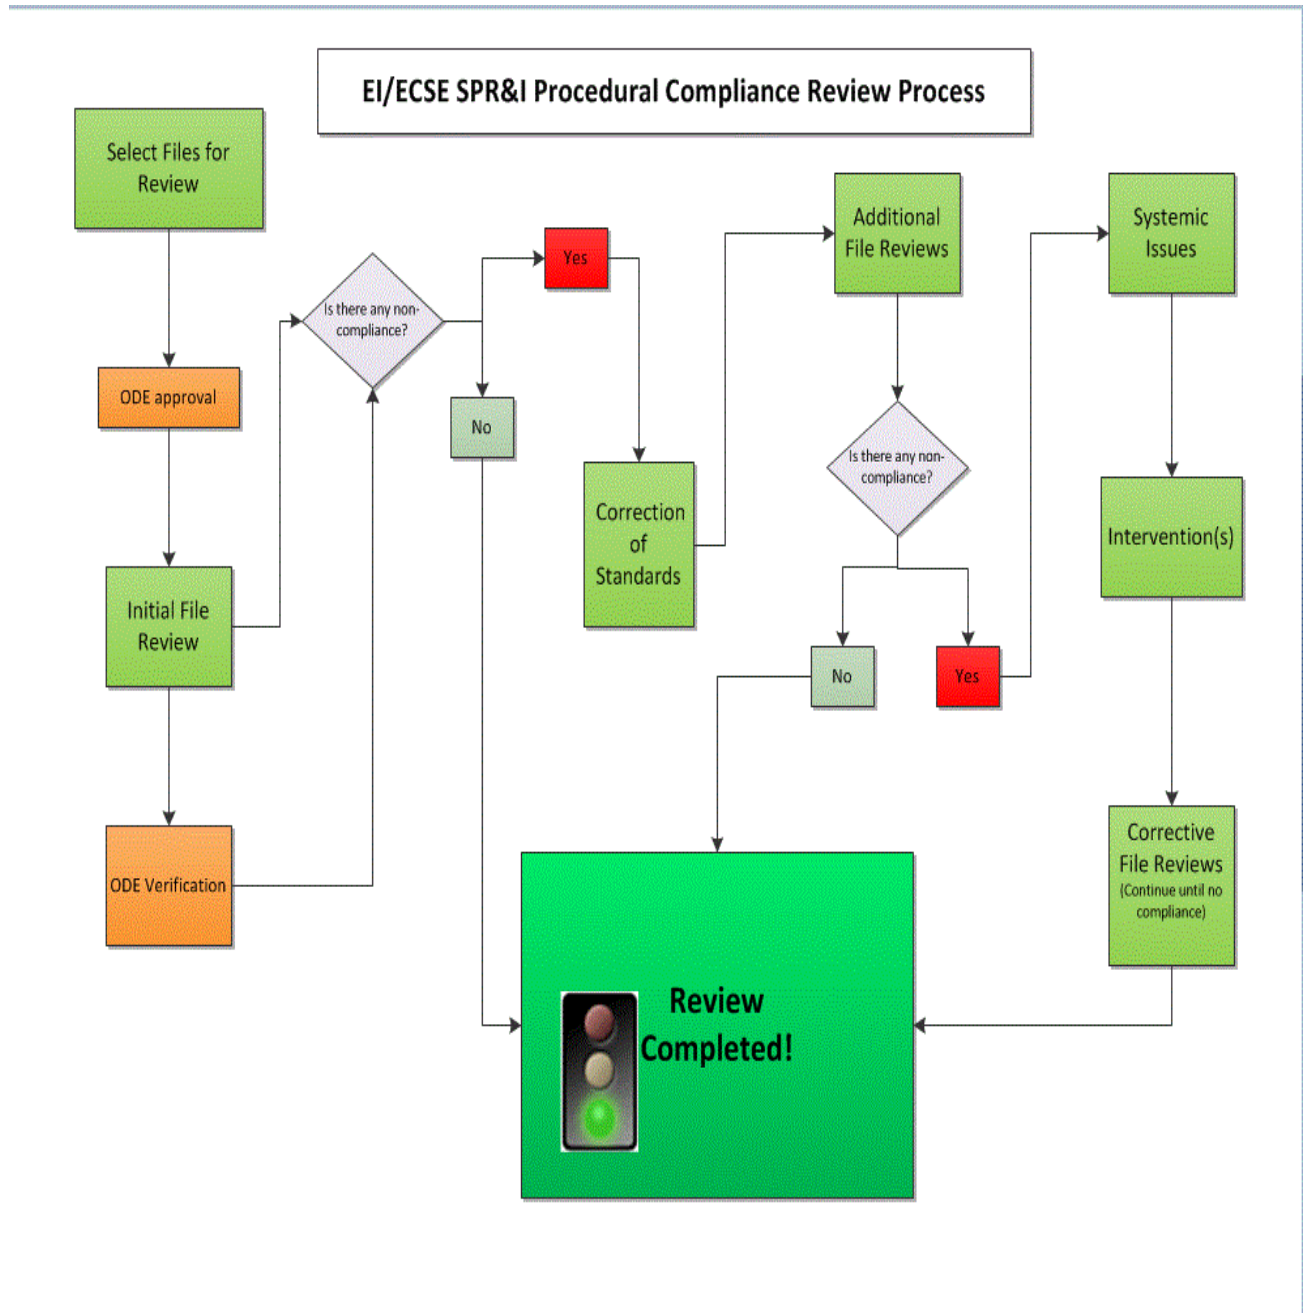 EI/ECSE SPR&I Procedural Compliance Review Process
Select Files for
Review
ODE approval
Initial File
Review
ODE Verification
Is there any non-
compliance?
Yes
No
Correction
of
Standards
Additional
File Reviews
Is there any non-
compliance?
No
Yes
Systemic
Issues
Intervention(s)
Corrective
File Reviews
(Continue until no
compliance)
Review
Completed!